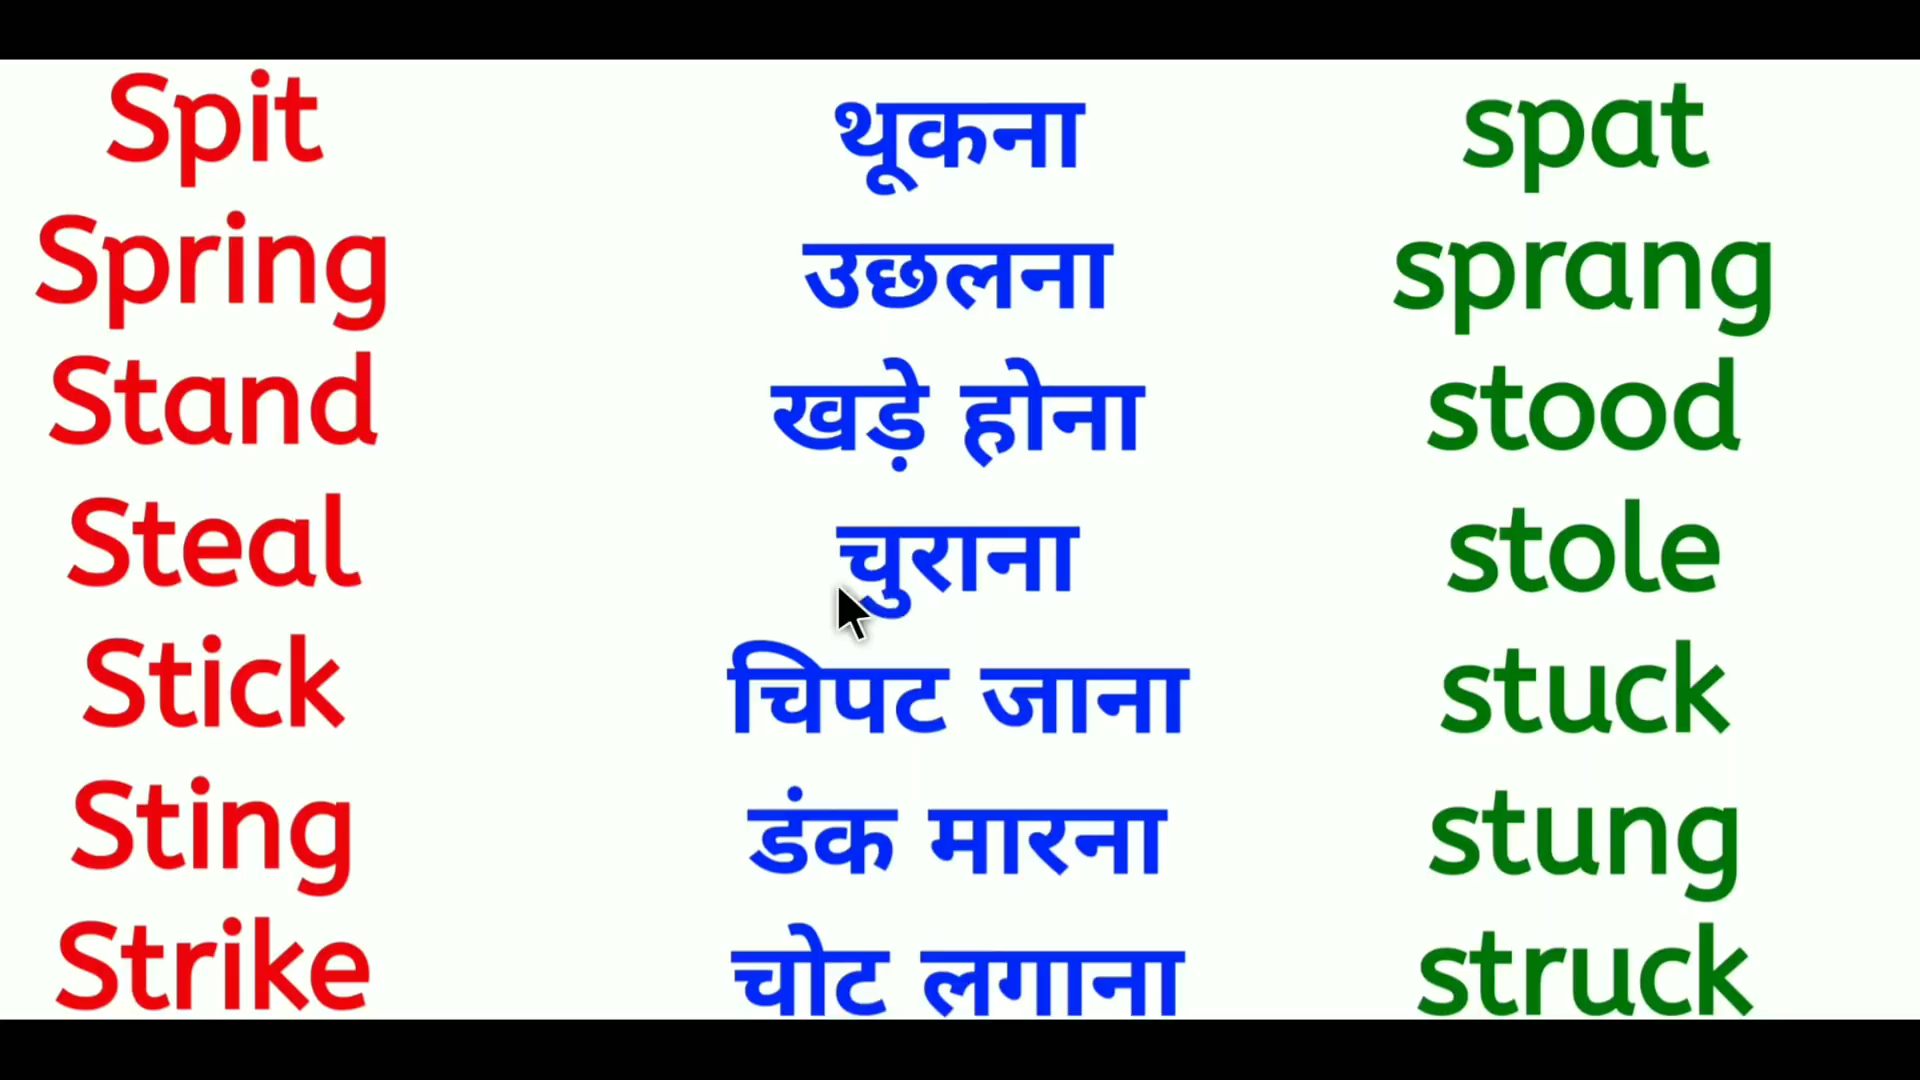 Spit थूकना spat
Spring उछलना sprang
Stand खड़े होना stood
Steal चुराना stole
Stick चिपट जाना stuck
Sting डंक मारना stung
Strike चोट लगाना struck